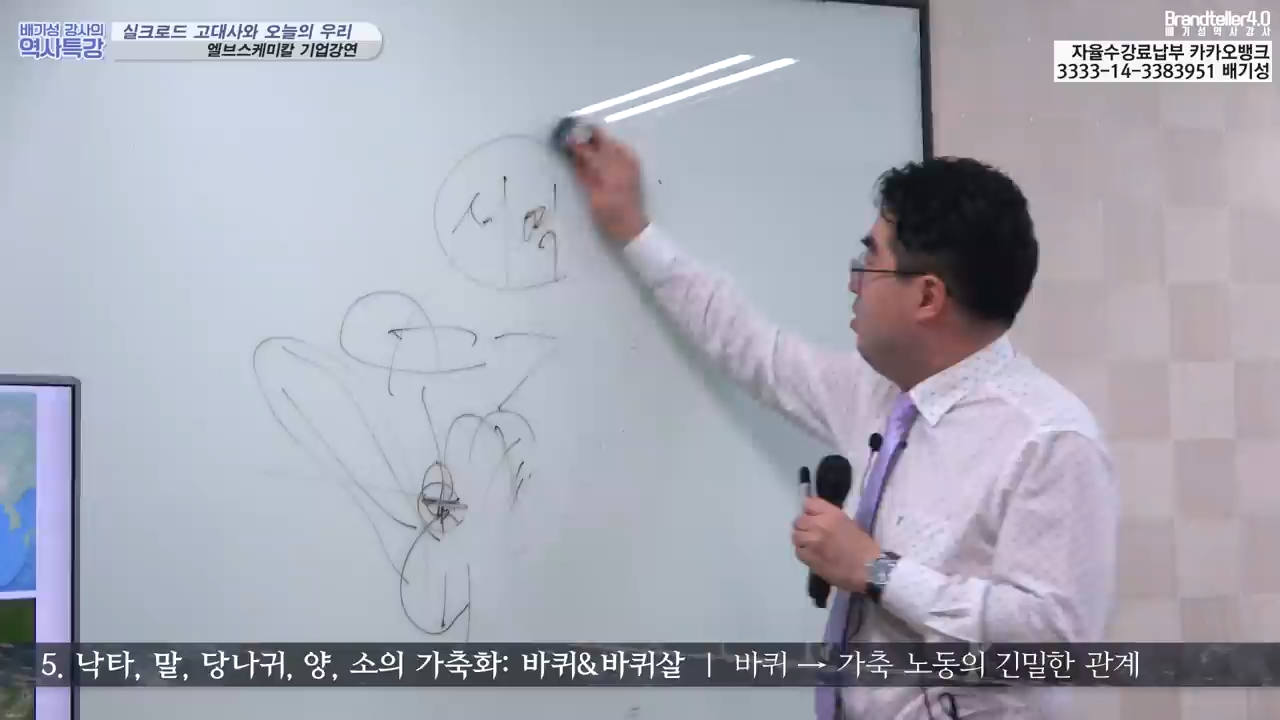 배기성 강사의
역사특강
실크로드 고대사와 오늘의 우리
엘브스케미칼 기업강연
Brandteller4.0
배기성역사강사
자율수강료납부 카카오뱅크
3333-14-3383951 배기성
5. 낙타, 말, 당나귀, 양, 소의 가축화: 바퀴&바퀴살 | 바퀴 → 가축 노동의 긴밀한 관계